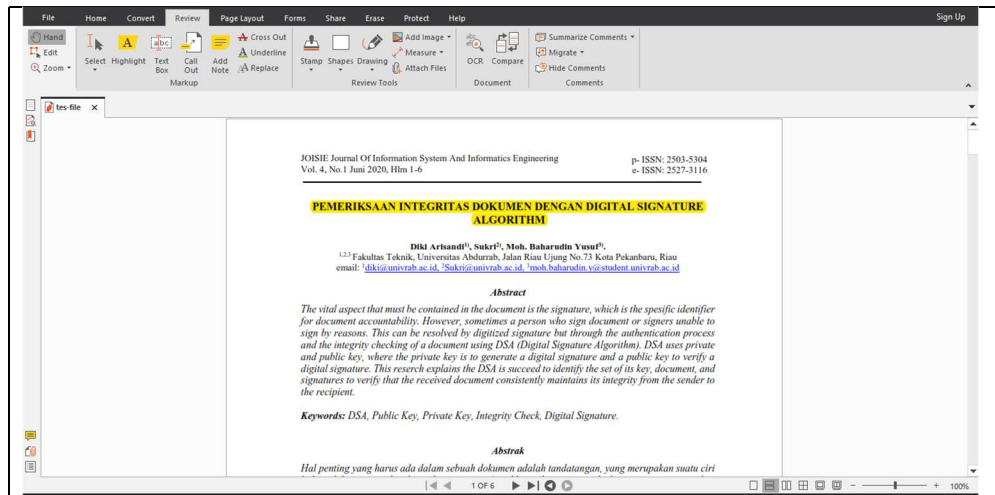 File Home Convert Review Page Layout Forms Share Erase Protect Help Sign Up
Hand
Edit
Zoom
Select Highlight Text Box Call Out Add Note
Cross Out
Underline
Replace
Markup
Stamp Shapes Drawing
Add Image
Measure
Attach Files
Review Tools
OCR Compare
Document
Summarize Comments
Migrate
Hide Comments
Comments
tes-file x
JOISIE Journal Of Information System And Informatics Engineering p- ISSN: 2503-5304
Vol. 4, No.1 Juni 2020, Hlm 1-6 e- ISSN: 2527-3116
PEMERIKSAAN INTEGRITAS DOKUMEN DENGAN DIGITAL SIGNATURE
ALGORITHM
Diki Arisandi1), Sukri2), Moh. Baharudin Yusuf3).
1,2,3 Fakultas Teknik, Universitas Abdurrab, Jalan Riau Ujung No.73 Kota Pekanbaru, Riau
email: 1diki@univrab.ac.id, 2Sukri@univrab.ac.id, 3moh.baharudin.y@student.univrab.ac.id
Abstract
The vital aspect that must be contained in the document is the signature, which is the spesific identifier
for document accountability. However, sometimes a person who sign document or signers unable to
sign by reasons. This can be resolved by digitized signature but through the authentication process
and the integrity checking of a document using DSA (Digital Signature Algorithm). DSA uses private
and public key, where the private key is to generate a digital signature and a public key to verify a
digital signature. This reserch explains the DSA is succeed to identify the set of its key, document, and
signatures to verify that the received document consistently maintains its integrity from the sender to
the recipient.
Keywords: DSA, Public Key, Private Key, Integrity Check, Digital Signature.
Abstrak
Hal penting yang harus ada dalam sebuah dokumen adalah tandatangan, yang merupakan suatu ciri
1 OF 6
100%